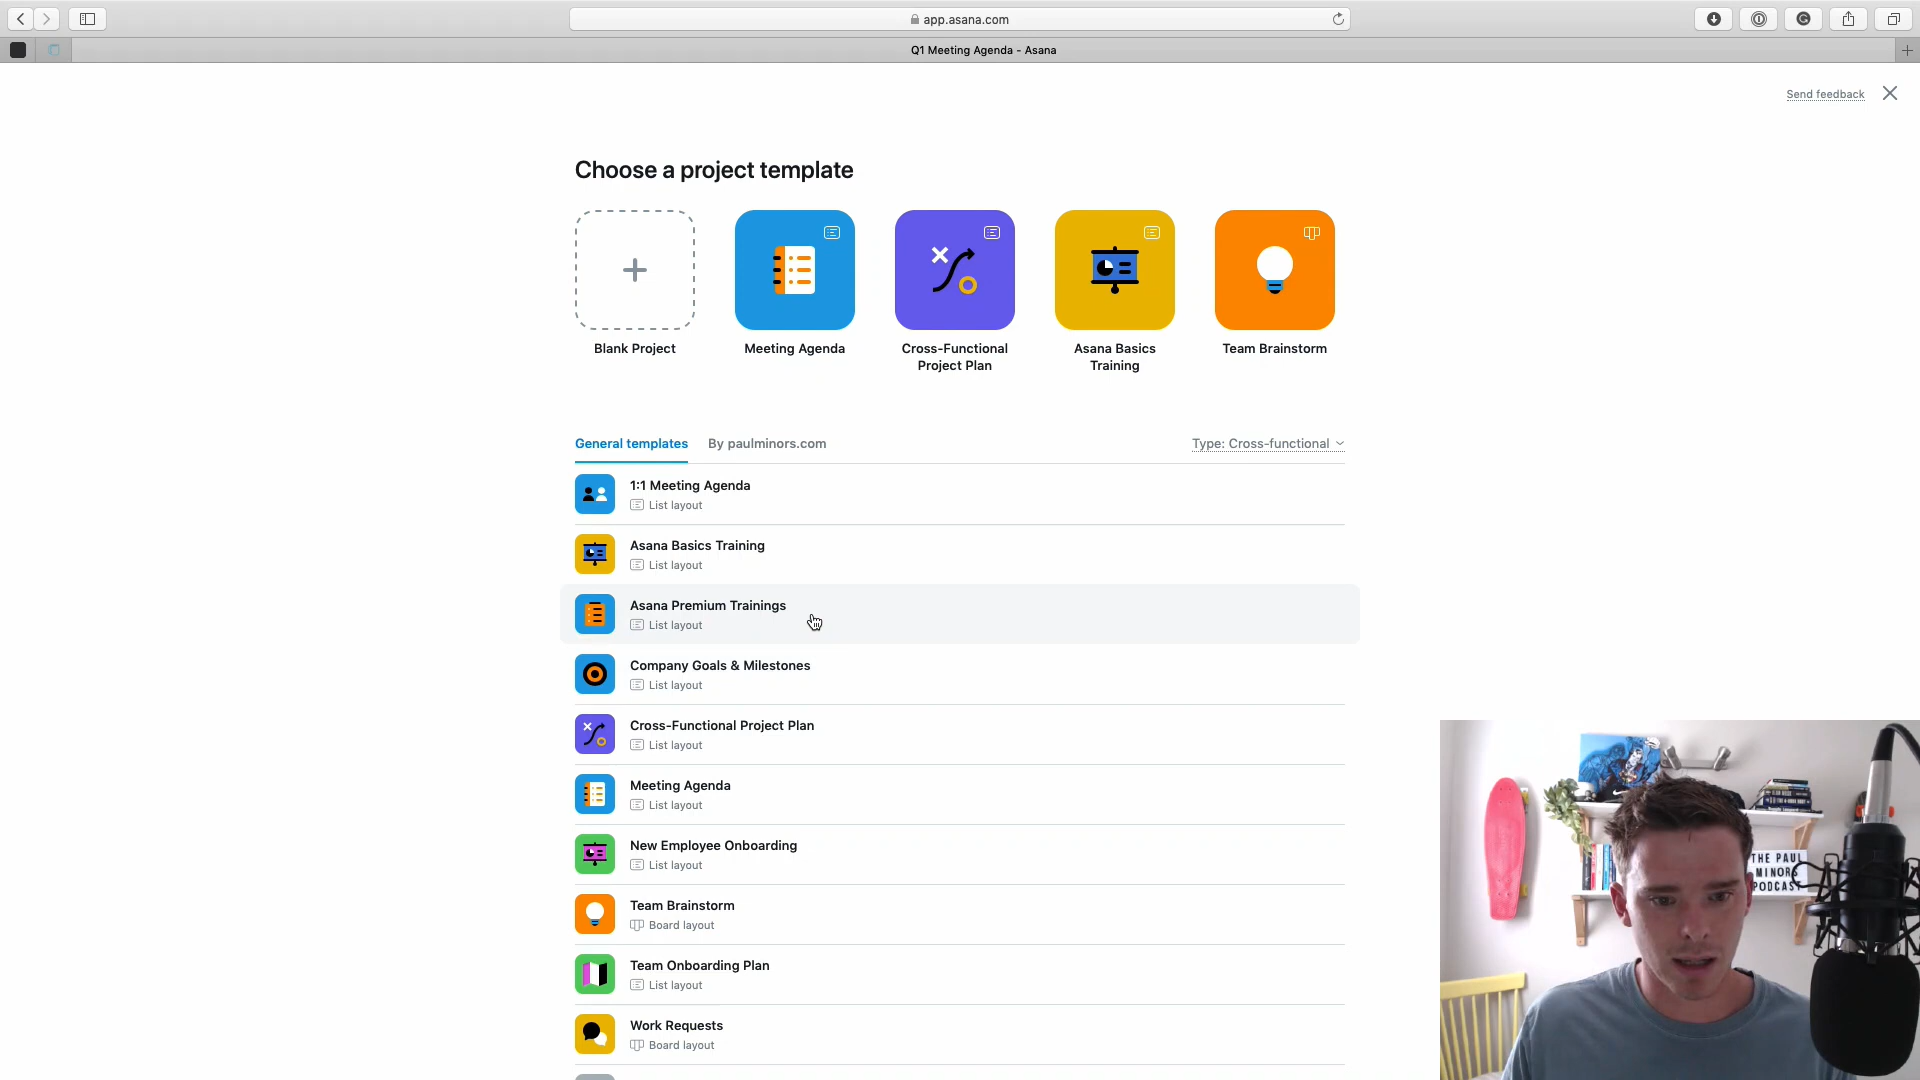 app.asana.com
Q1 Meeting Agenda - Asana
Send feedback
Choose a project template
Blank Project
Meeting Agenda
Cross-Functional
Project Plan
Asana Basics
Training
Team Brainstorm
General templates
By paulminors.com
Type: Cross-functional
1:1 Meeting Agenda
List layout
Asana Basics Training
List layout
Asana Premium Trainings
List layout
Company Goals & Milestones
List layout
Cross-Functional Project Plan
List layout
Meeting Agenda
List layout
New Employee Onboarding
List layout
Team Brainstorm
Board layout
Team Onboarding Plan
List layout
Work Requests
Board layout
THE PAUL
MINORS
PODCAST